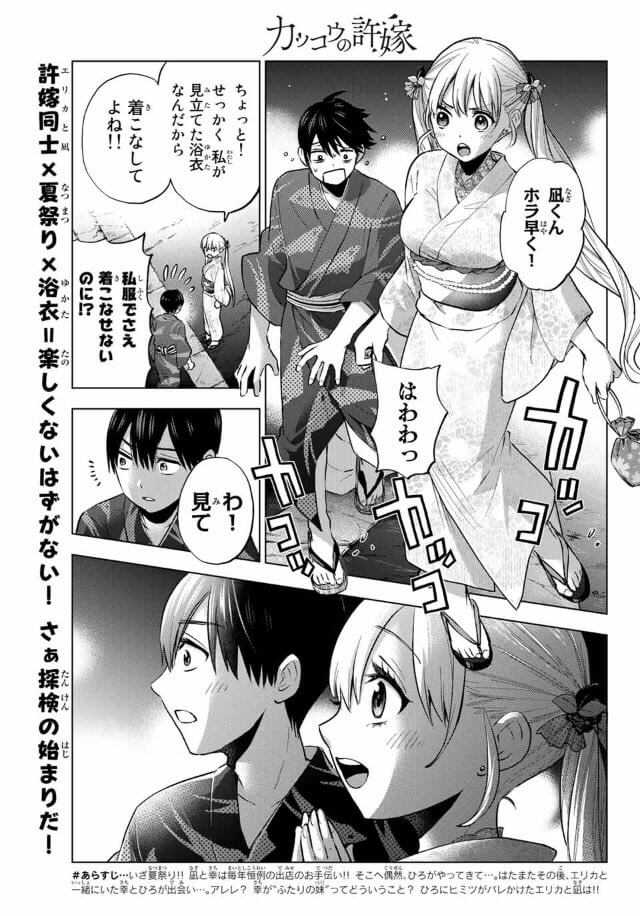 カッコウの許嫁
凪くん
ホラ早く!
はわわっ
カツコツ
カツコツ
ちょっと!
せっかく私が
見立てた浴衣
なんだから
着こなして
よね!!
私服でさえ
着こなせない
のに!?
わ!
見て
許嫁同士×夏祭り×浴衣=楽しくないはずがない! さぁ探検の始まりだ!
#あらすじ…いざ夏祭り!! 凪と幸は毎年恒例の出店のお手伝い!! そこへ偶然、ひろがやってきて…。はたまたその後、エリカと
一緒にいた幸とひろが出会い…。アレレ? 幸が“ふたりの妹”ってどういうこと? ひろにヒミツがバレかけたエリカと凪は!!